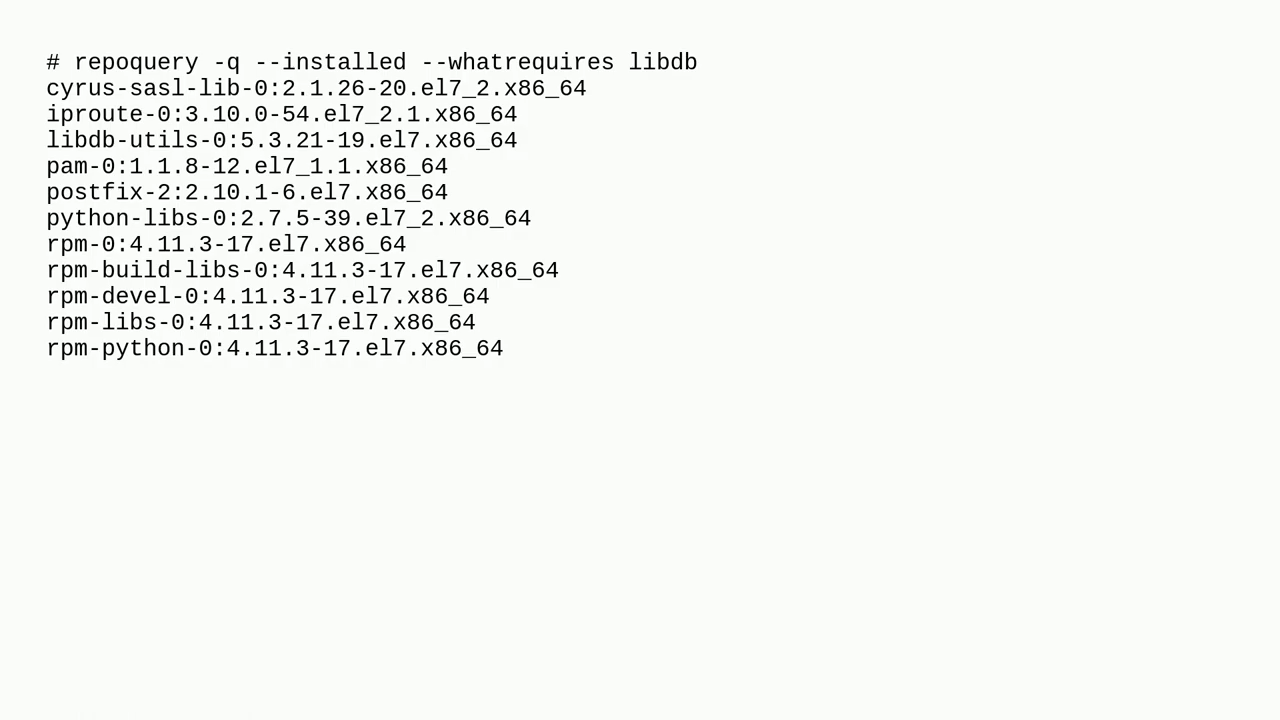 # repoquery -q --installed --whatrequires libdb
cyrus-sasl-lib-0:2.1.26-20.el7_2.x86_64
iproute-0:3.10.0-54.el7_2.1.x86_64
libdb-utils-0:5.3.21-19.el7.x86_64
pam-0:1.1.8-12.el7_1.1.x86_64
postfix-2:2.10.1-6.el7.x86_64
python-libs-0:2.7.5-39.el7_2.x86_64
rpm-0:4.11.3-17.el7.x86_64
rpm-build-libs-0:4.11.3-17.el7.x86_64
rpm-devel-0:4.11.3-17.el7.x86_64
rpm-libs-0:4.11.3-17.el7.x86_64
rpm-python-0:4.11.3-17.el7.x86_64